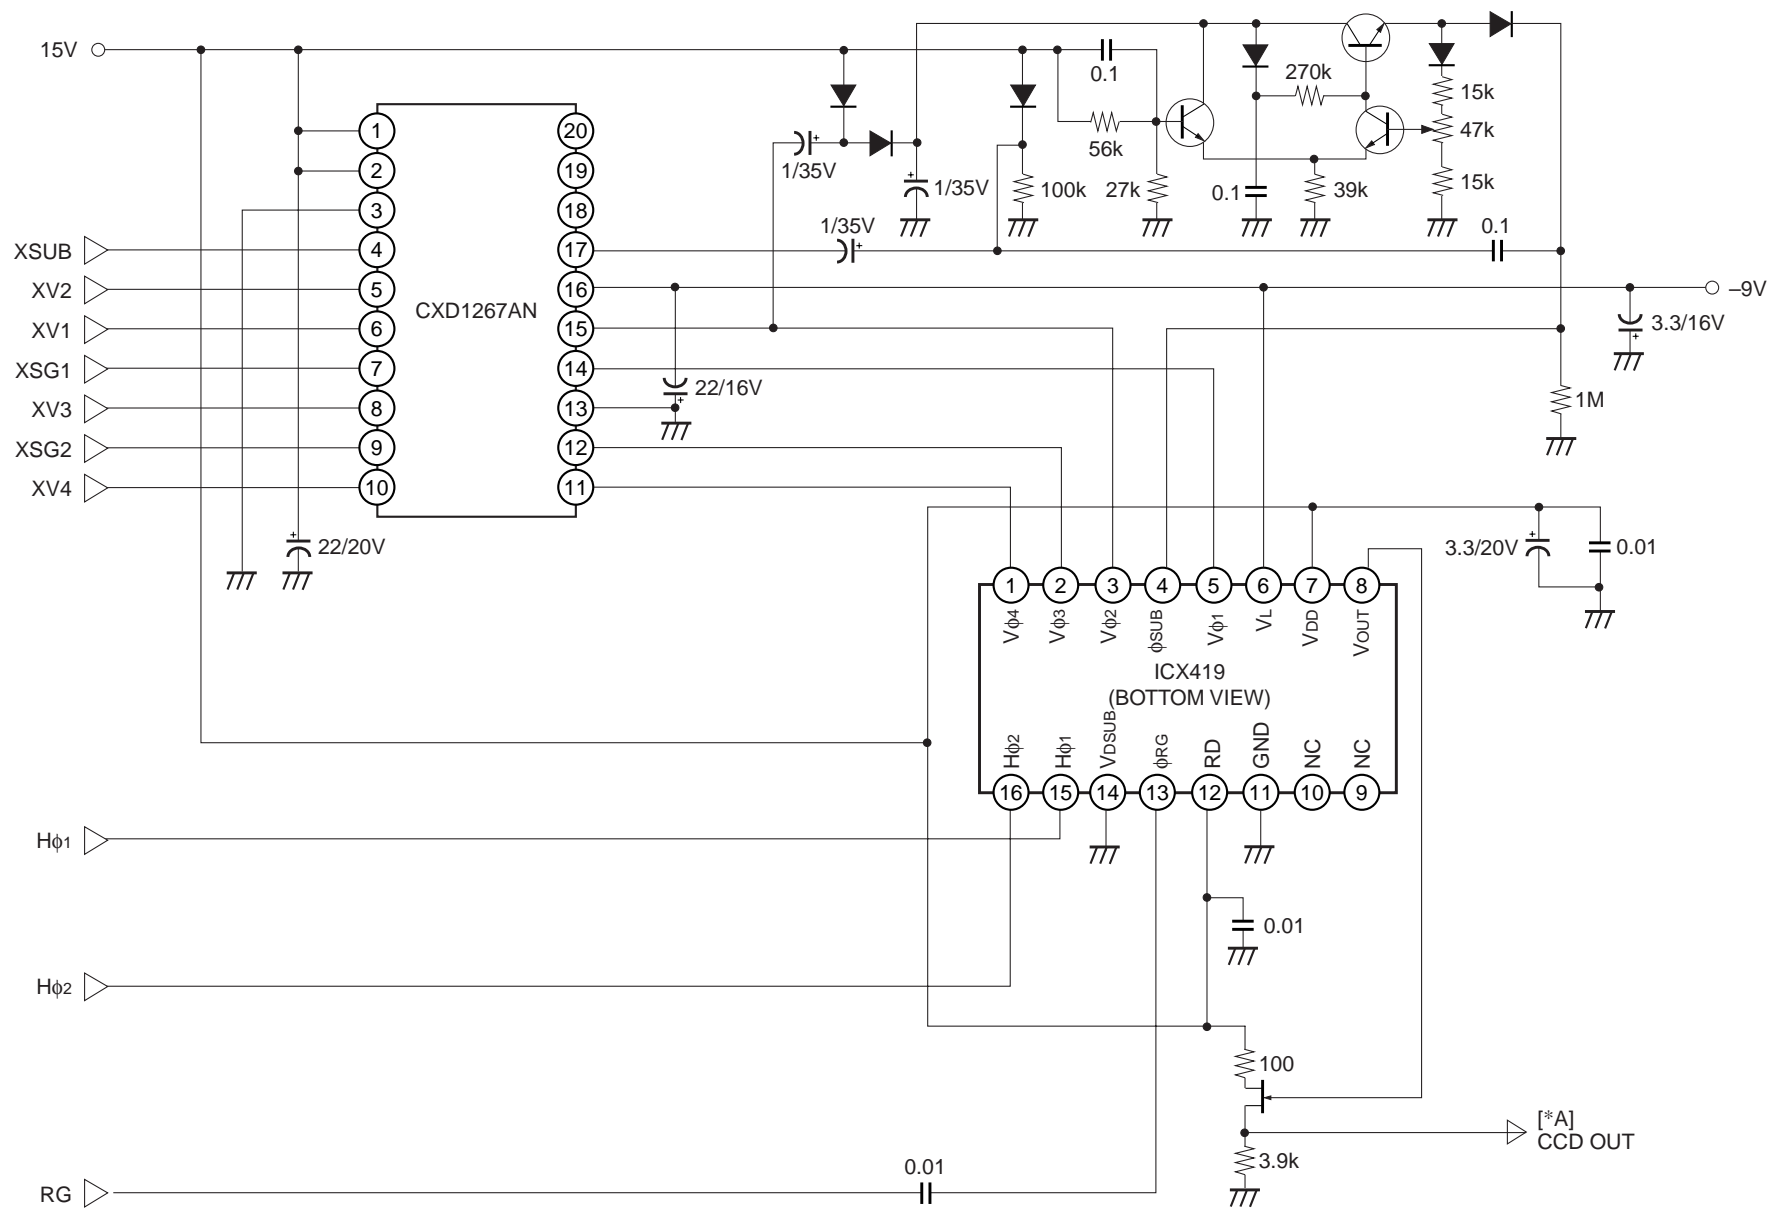 15V
0.1
270k
15k
47k
15k
56k
27k
0.1
39k
1/35V
1/35V
100k
1/35V
0.1
1
2
3
4
5
6
7
8
9
10
20
19
18
17
16
15
14
13
12
11
CXD1267AN
XSUB
XV2
XV1
XSG1
XV3
XSG2
XV4
–9V
3.3/16V
22/16V
1M
22/20V
3.3/20V
0.01
1
2
3
4
5
6
7
8
Vϕ4
Vϕ3
Vϕ2
ϕSUB
Vϕ1
VL
VDD
VOUT
ICX419
(BOTTOM VIEW)
Hϕ2
Hϕ1
VDSUB
ϕRG
RD
GND
NC
NC
16
15
14
13
12
11
10
9
Hϕ1
0.01
Hϕ2
100
[*A]
CCD OUT
3.9k
0.01
RG